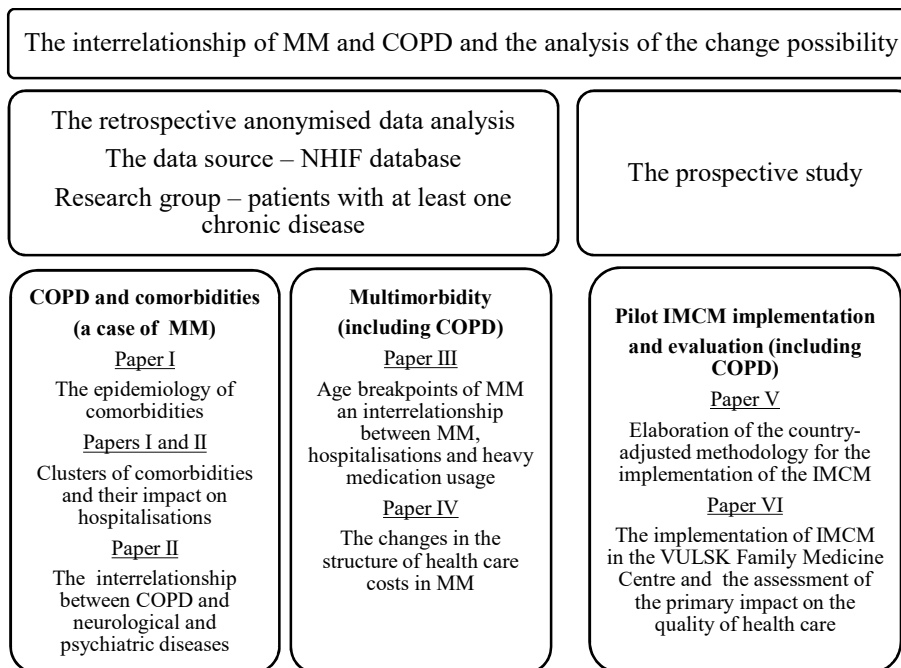 The interrelationship of MM and COPD and the analysis of the change possibility
The retrospective anonymised data analysis
The data source – NHIF database
Research group – patients with at least one
chronic disease
The prospective study
COPD and comorbidities
(a case of MM)
Paper I
The epidemiology of
comorbidities
Papers I and II
Clusters of comorbidities
and their impact on
hospitalisations
Paper II
The interrelationship
between COPD and
neurological and
psychiatric diseases
Multimorbidity
(including COPD)
Paper III
Age breakpoints of MM
an interrelationship
between MM,
hospitalisations and heavy
medication usage
Paper IV
The changes in the
structure of health care
costs in MM
Pilot IMCM implementation
and evaluation (including
COPD)
Paper V
Elaboration of the country-
adjusted methodology for the
implementation of the IMCM
Paper VI
The implementation of IMCM
in the VULSK Family Medicine
Centre and the assessment of
the primary impact on the
quality of health care